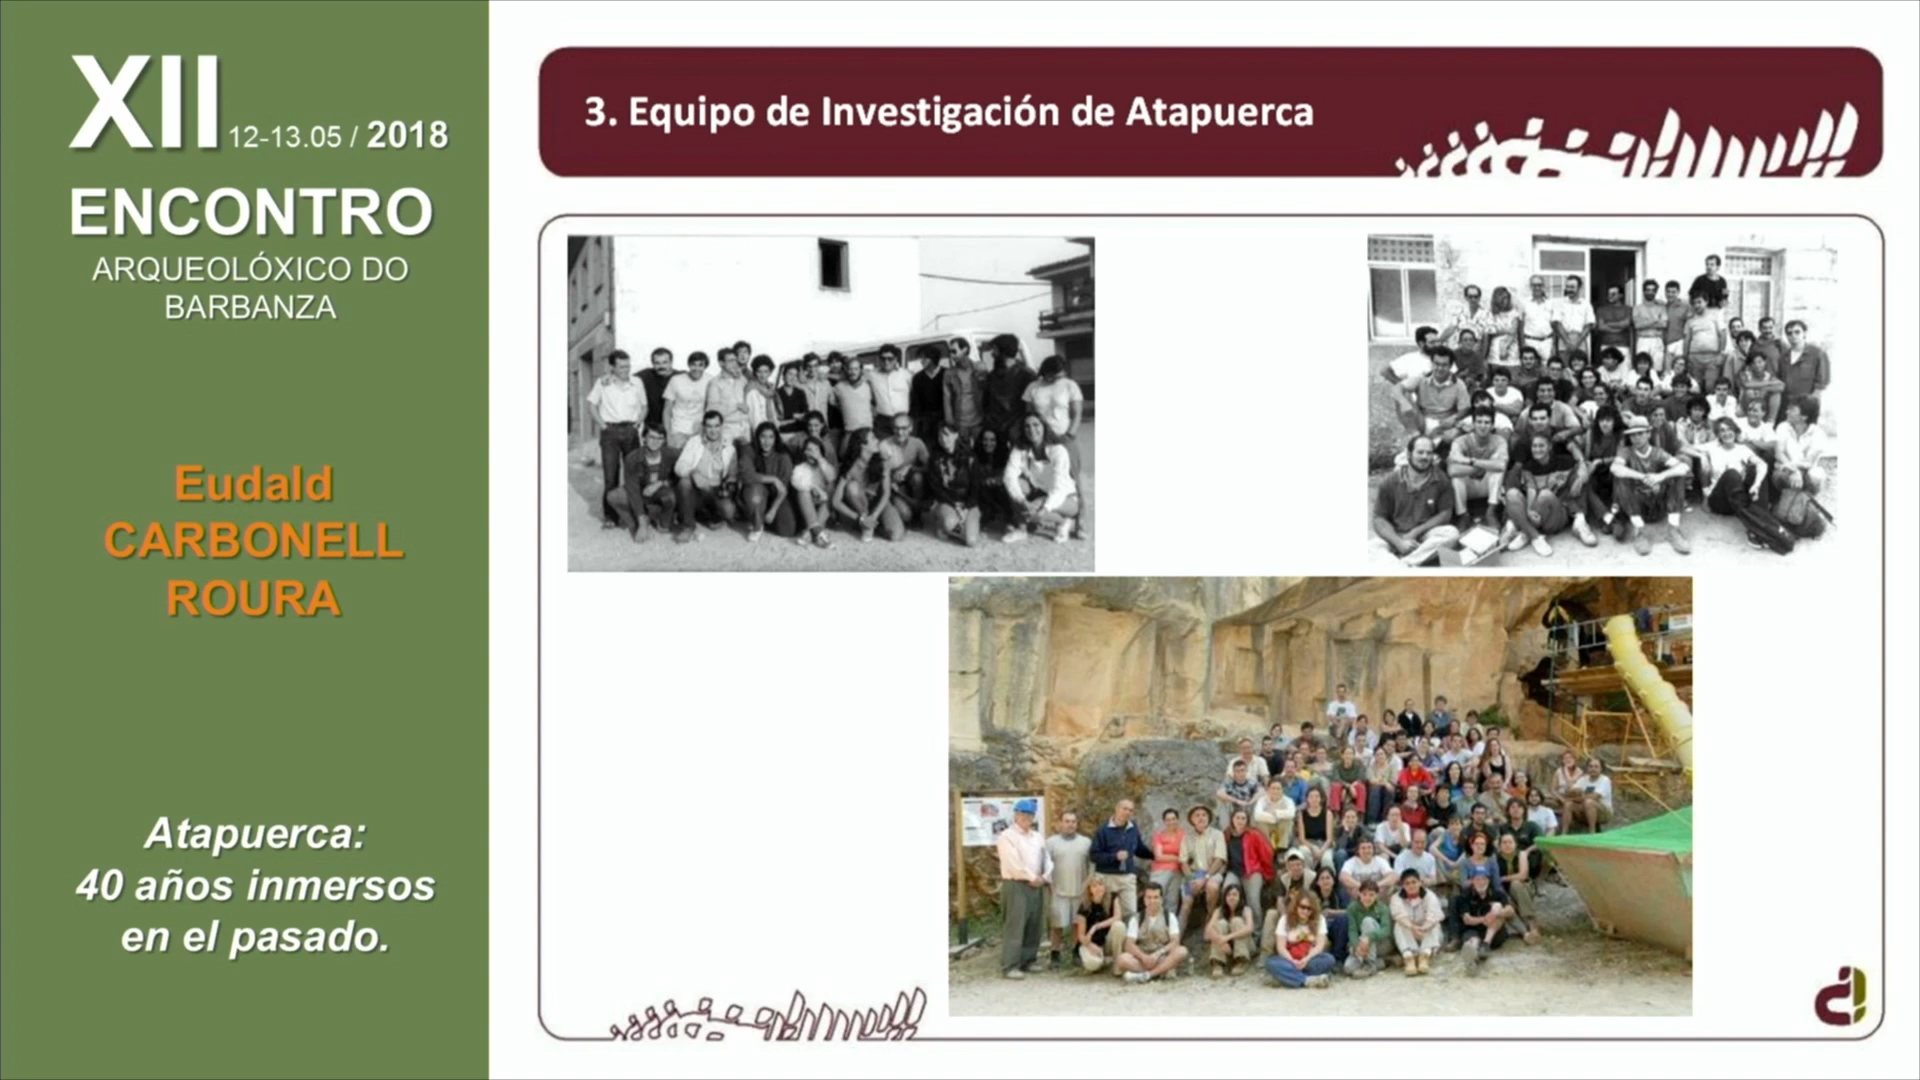 XII 12-13.05 / 2018
ENCONTRO
ARQUEOLÓXICO DO
BARBANZA
Eudald
CARBONELL
ROURA
Atapuerca:
40 años inmersos
en el pasado.
3. Equipo de Investigación de Atapuerca